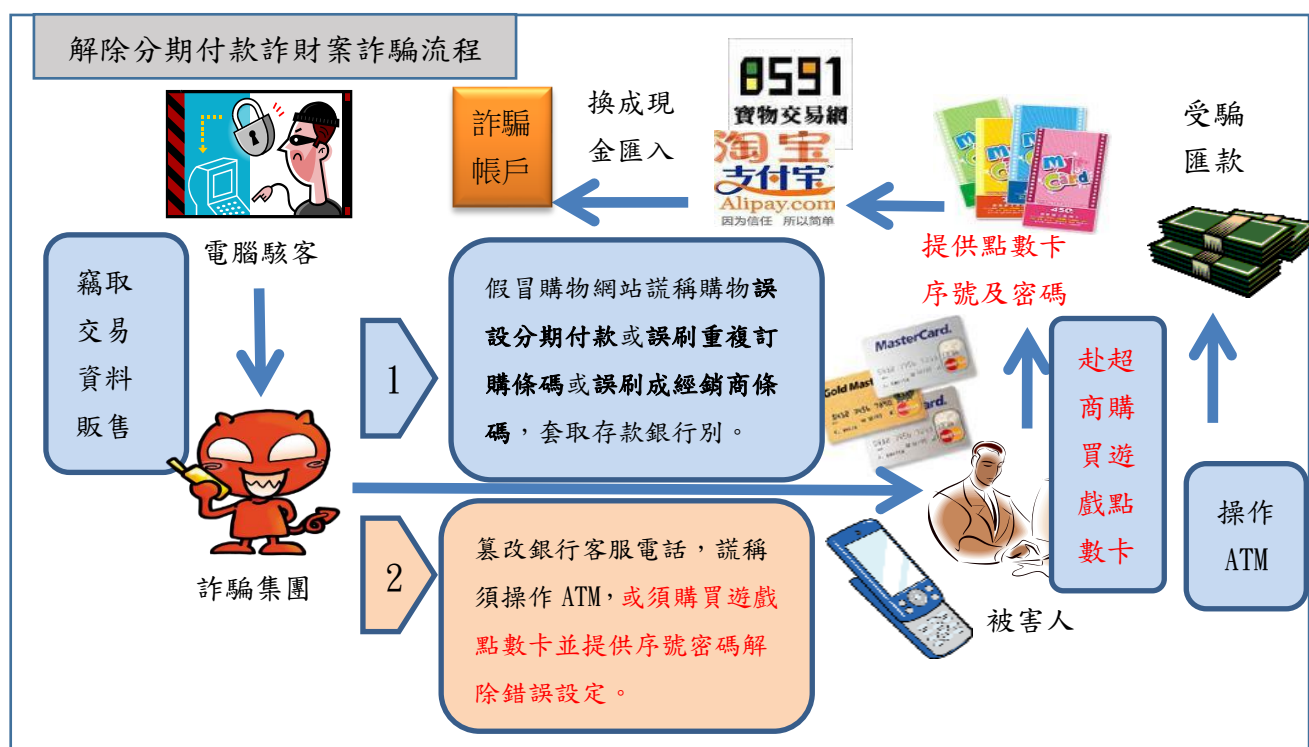 解除分期付款詐財案詐騙流程
電腦駭客
竊取
交易
資料
販售
詐騙集團
詐騙
帳戶
換成現
金匯入
8591
寶物交易網
淘宝
支付宝
Alipay.com
因为信任 所以简单
My
Card
450
提供點數卡
序號及密碼
受騙
匯款
1
假冒購物網站謊稱購物誤
設分期付款或誤刷重複訂
購條碼或誤刷成經銷商條
碼，套取存款銀行別。
2
篡改銀行客服電話，謊稱
須操作 ATM，或須購買遊戲
點數卡並提供序號密碼解
除錯誤設定。
MasterCard.
Gold Mast
Card.
被害人
赴超
商購
買遊
戲點
數卡
操作
ATM